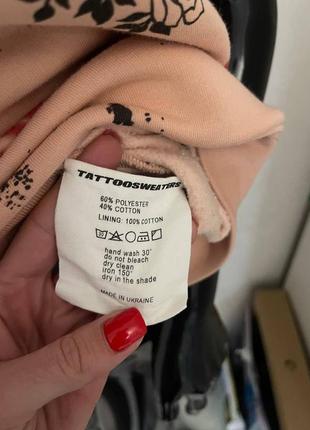 TATTOOSWEATERS
60% POLYESTER
40% COTTON
LINING: 100% COTTON
hand wash 30°
do not bleach
dry clean
iron 150°
dry in the shade
MADE IN UKRAINE